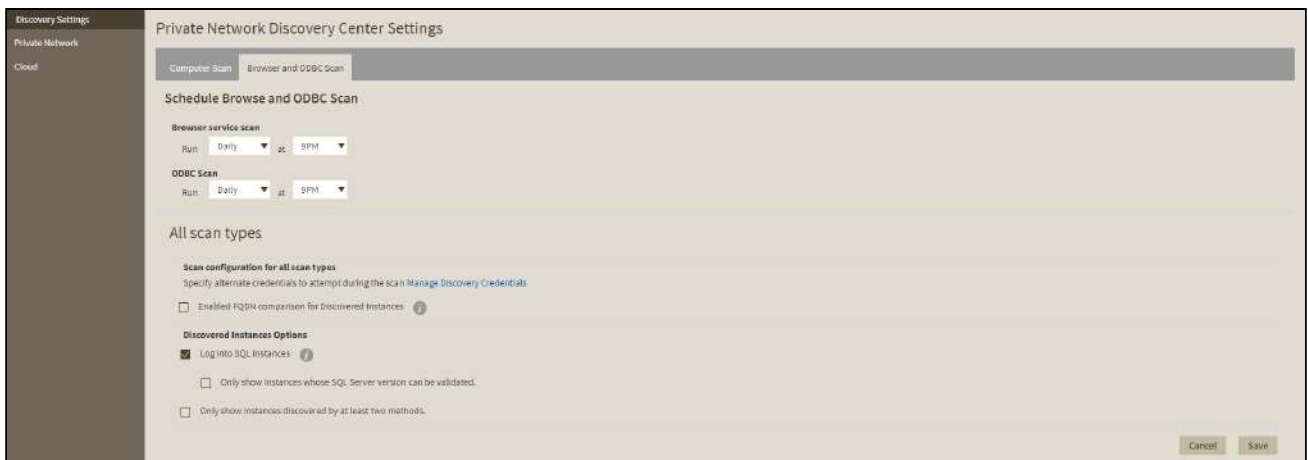 Discovery Settings
Private Network
Cloud
Private Network Discovery Center Settings
Computer Scan
Browser and ODBC Scan
Schedule Browse and ODBC Scan
Browser service scan
Run Daily at 9PM
ODBC Scan
Run Daily at 9PM
All scan types
Scan configuration for all scan types
Specify alternate credentials to attempt during the scan Manage Discovery Credentials
Enabled FQDN comparison for Discovered Instances i
Discovered Instances Options
Log into SQL Instances i
Only show instances whose SQL Server version can be validated.
Only show instances discovered by at least two methods.
Cancel Save